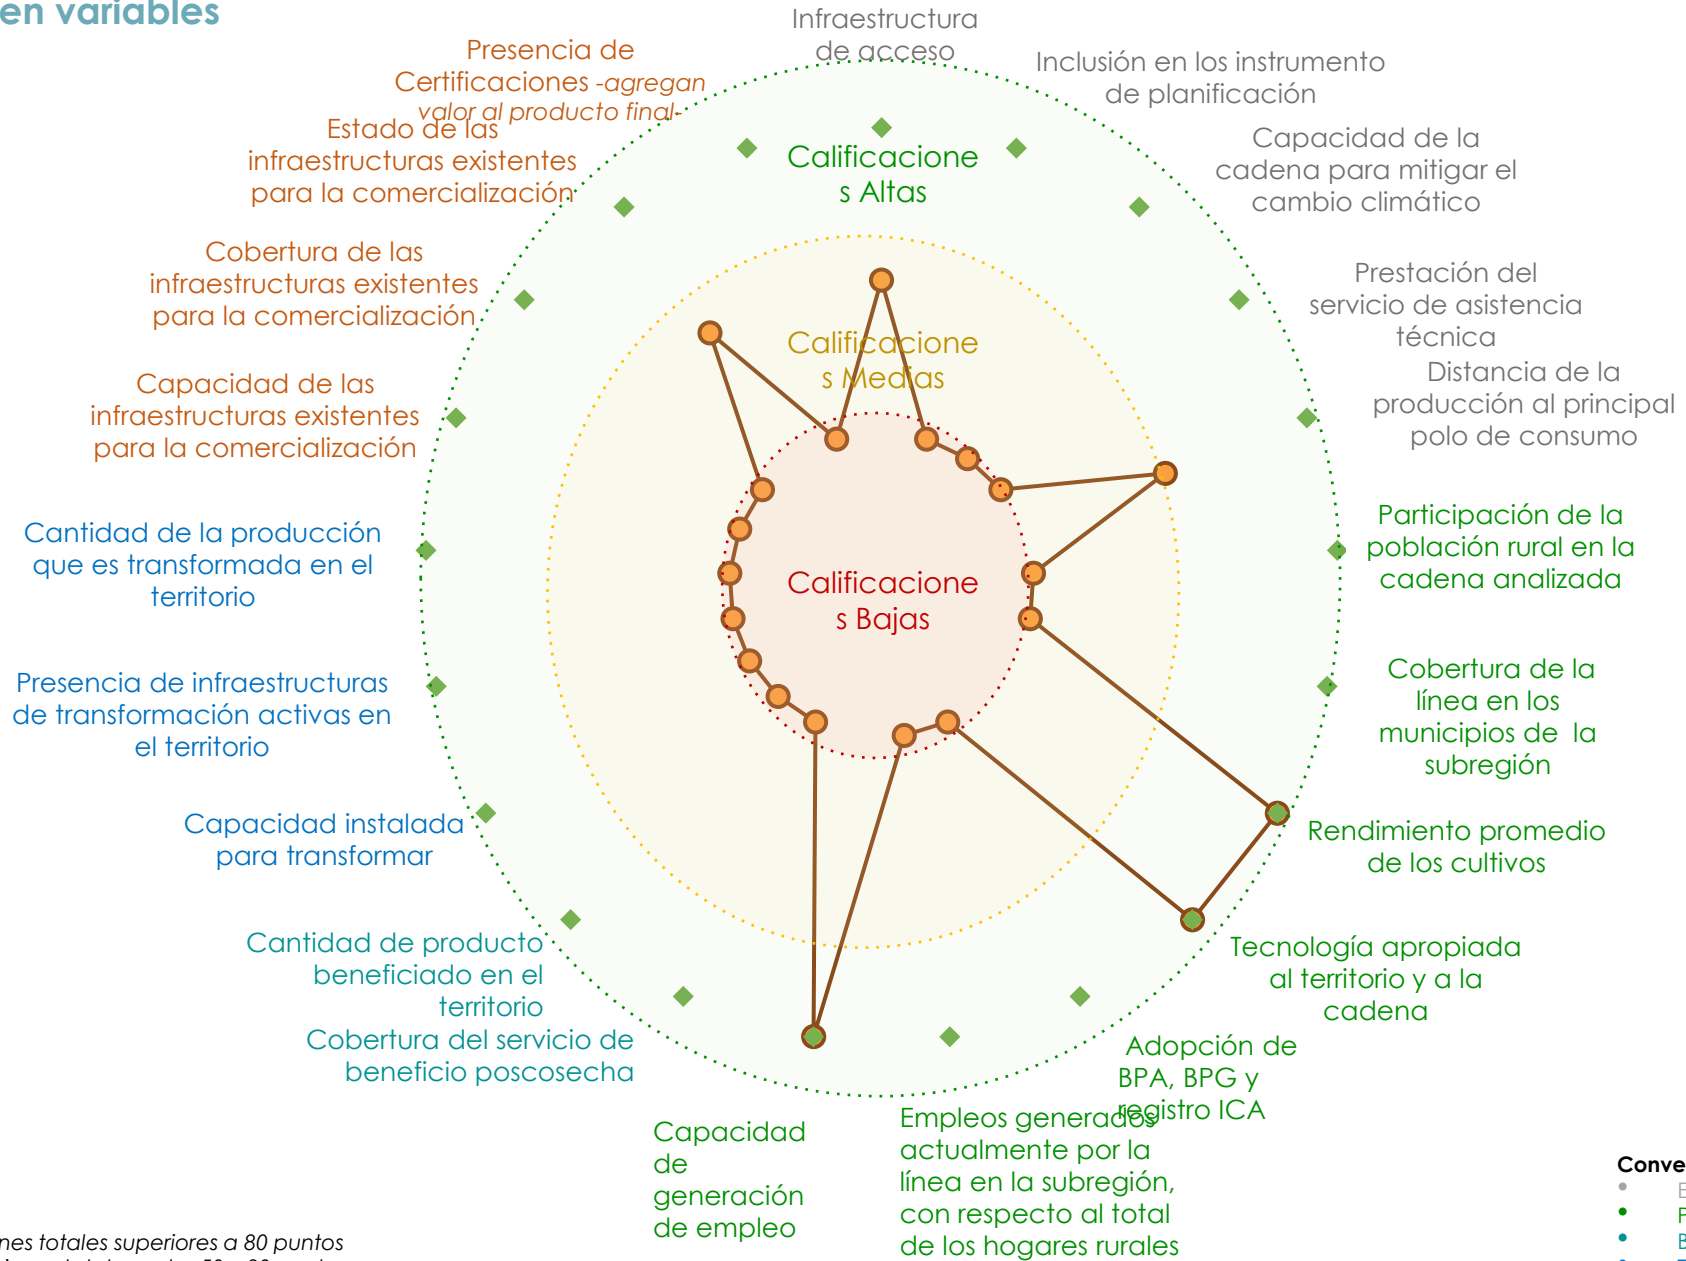 en variables
Infraestructura
de acceso
Inclusión en los instrumento
de planificación
Capacidad de la
cadena para mitigar el
cambio climático
Prestación del
servicio de asistencia
técnica
Distancia de la
producción al principal
polo de consumo
Participación de la
población rural en la
cadena analizada
Cobertura de la
línea en los
municipios de la
subregión
Rendimiento promedio
de los cultivos
Tecnología apropiada
al territorio y a la
cadena
Adopción de
BPA, BPG y
registro ICA
Empleos generados
actualmente por la
línea en la subregión,
con respecto al total
de los hogares rurales
Capacidad
de
generación
de empleo
Cobertura del servicio de
beneficio poscosecha
Cantidad de producto
beneficiado en el
territorio
Capacidad instalada
para transformar
Presencia de infraestructuras
de transformación activas en
el territorio
Cantidad de la producción
que es transformada en el
territorio
Capacidad de las
infraestructuras existentes
para la comercialización
Cobertura de las
infraestructuras existentes
para la comercialización
Estado de las
infraestructuras existentes
para la comercialización
Presencia de
Certificaciones -agregan
valor al producto final-
Calificacione
s Altas
Calificacione
s Medias
Calificacione
s Bajas
nes totales superiores a 80 puntos
Conve